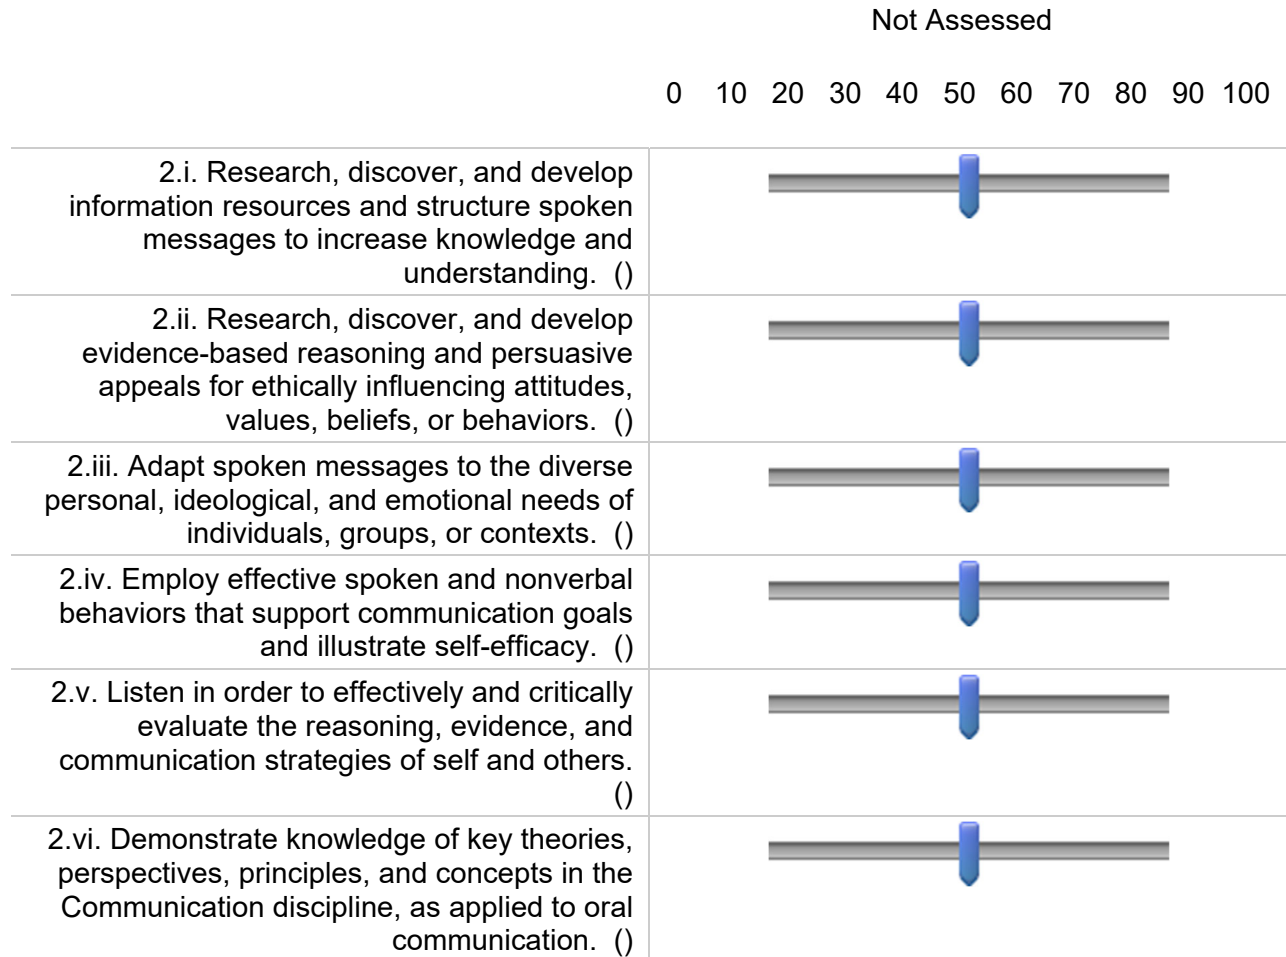 Not Assessed
0 10 20 30 40 50 60 70 80 90 100
2.i. Research, discover, and develop
information resources and structure spoken
messages to increase knowledge and
understanding. ()
2.ii. Research, discover, and develop
evidence-based reasoning and persuasive
appeals for ethically influencing attitudes,
values, beliefs, or behaviors. ()
2.iii. Adapt spoken messages to the diverse
personal, ideological, and emotional needs of
individuals, groups, or contexts. ()
2.iv. Employ effective spoken and nonverbal
behaviors that support communication goals
and illustrate self-efficacy. ()
2.v. Listen in order to effectively and critically
evaluate the reasoning, evidence, and
communication strategies of self and others.
()
2.vi. Demonstrate knowledge of key theories,
perspectives, principles, and concepts in the
Communication discipline, as applied to oral
communication. ()